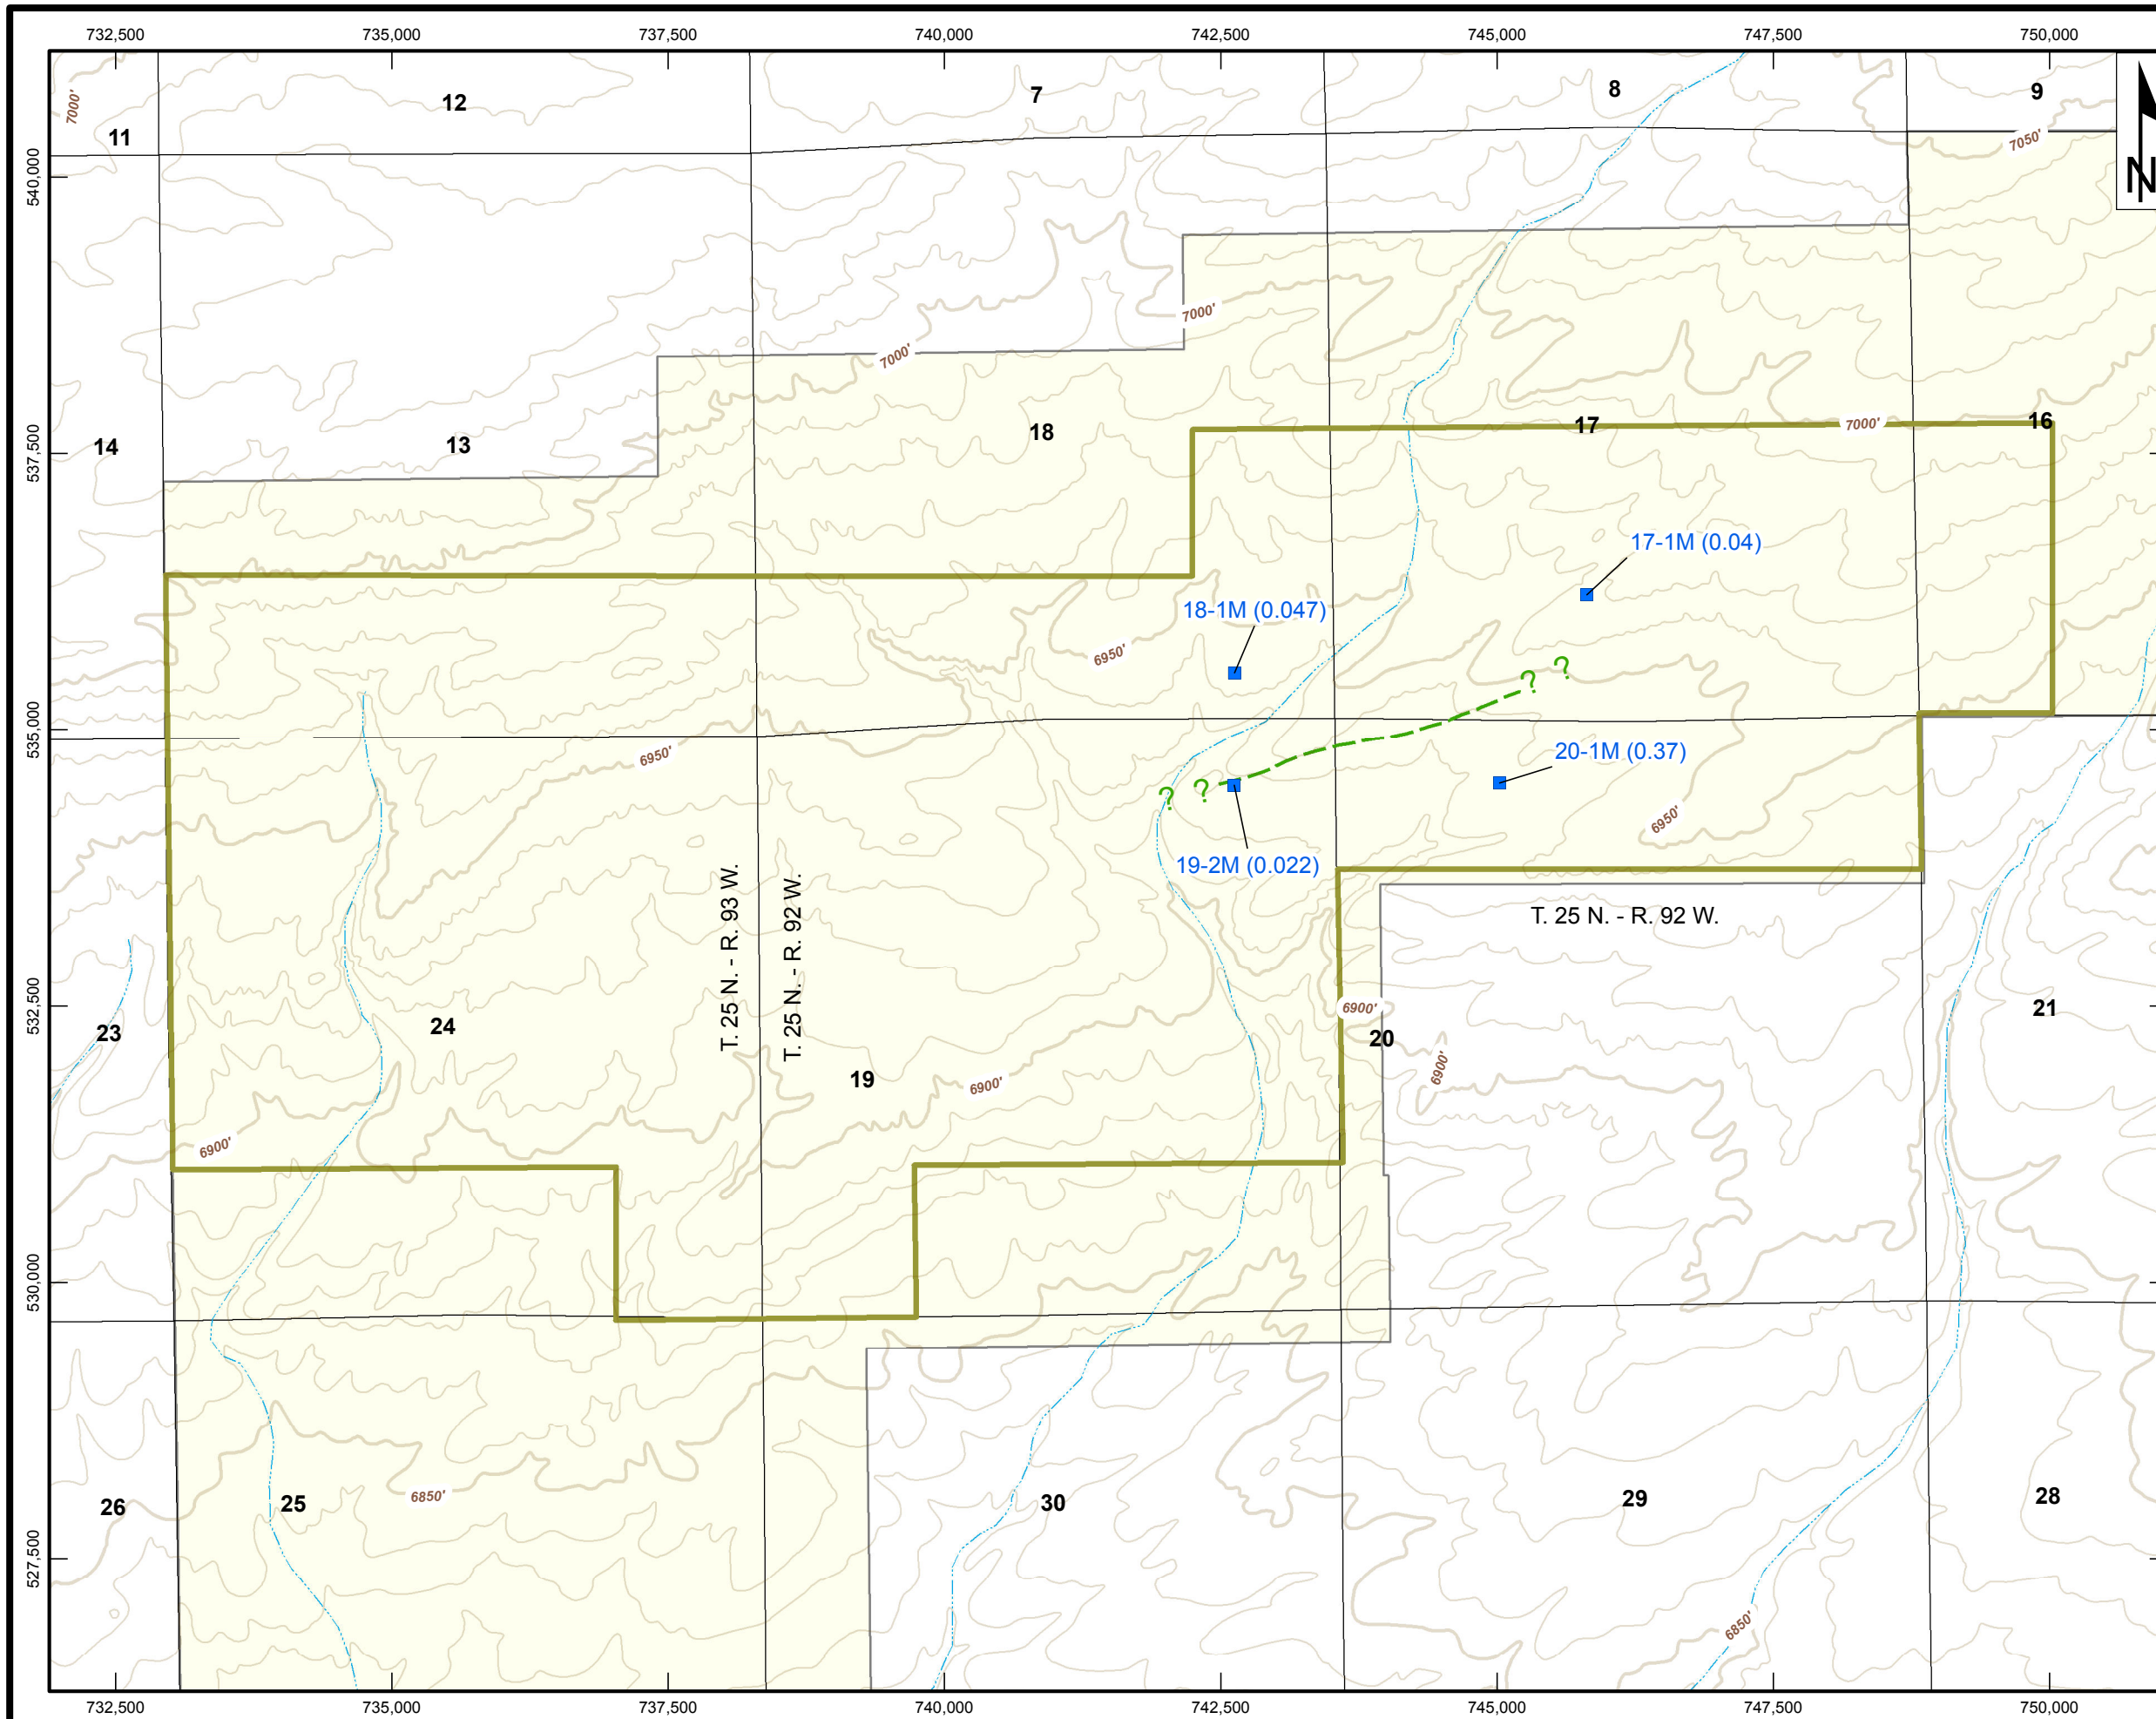 732,500 735,000 737,500 740,000 742,500 745,000 747,500 750,000
12 7 8 9
7000'
11
7050'
540,000
N
7000'
7000'
18 17 7000' 16
14 13
537,500
17-1M (0.04)
18-1M (0.047)
6950'
? ?
535,000
6950'
20-1M (0.37)
? ?
6950'
19-2M (0.022)
T. 25 N. - R. 93 W.
T. 25 N. - R. 92 W.
T. 25 N. - R. 92 W.
532,500
6900'
23 24 20 21
6900'
19
6900'
6900'
530,000
6850'
26 25 30 29 28
527,500
6850'
732,500 735,000 737,500 740,000 742,500 745,000 747,500 750,000